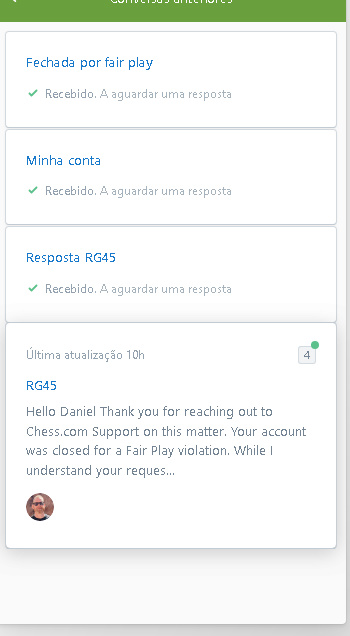 Conversas anteriores
Fechada por fair play
Recebido. A aguardar uma resposta
Minha conta
Recebido. A aguardar uma resposta
Resposta RG45
Recebido. A aguardar uma resposta
Última atualização 10h
4
RG45
Hello Daniel Thank you for reaching out to
Chess.com Support on this matter. Your account
was closed for a Fair Play violation. While I
understand your reques...